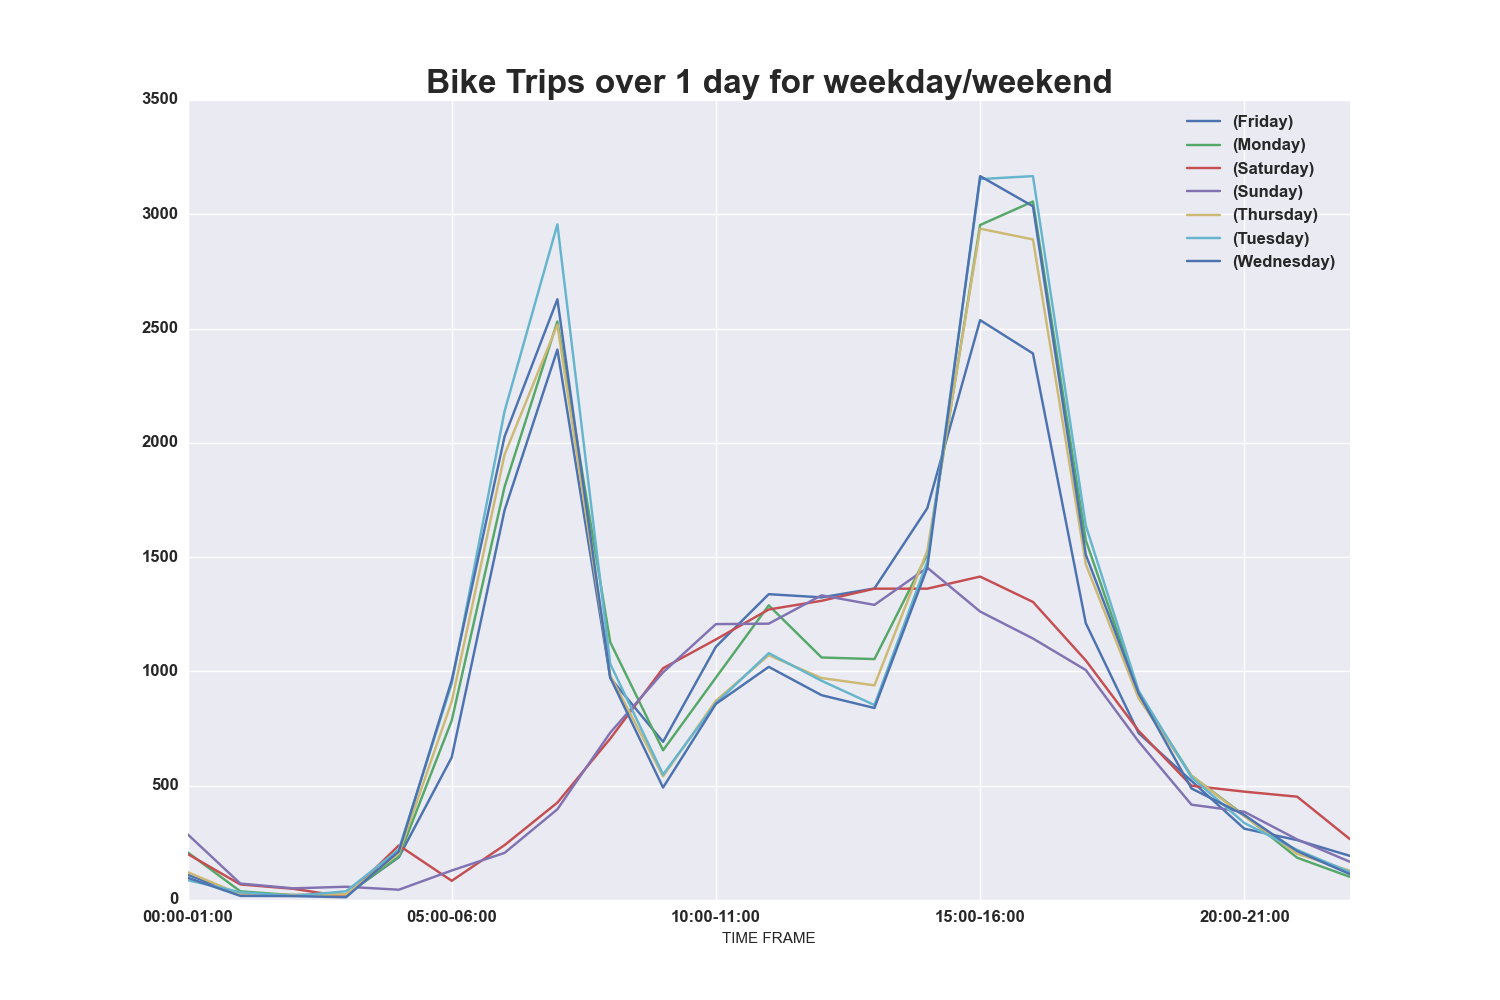 Bike Trips over 1 day for weekday/weekend
3500
3000
2500
2000
1500
1000
500
0
(Friday)
(Monday)
(Saturday)
(Sunday)
(Thursday)
(Tuesday)
(Wednesday)
00:00-01:00 05:00-06:00 10:00-11:00 15:00-16:00 20:00-21:00
TIME FRAME